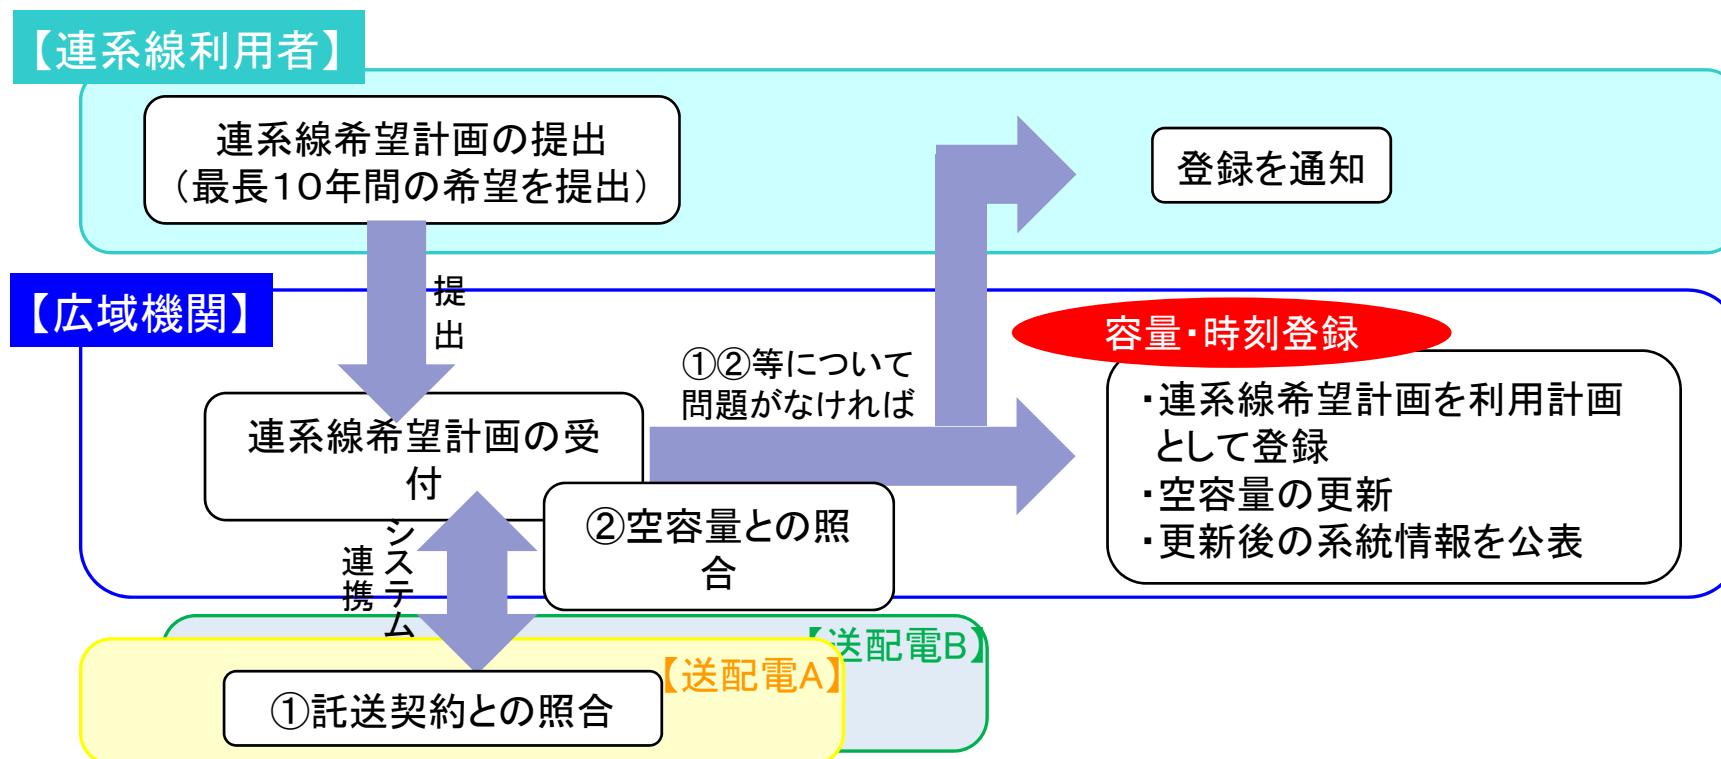 【連系線利用者】
連系線希望計画の提出
（最長１０年間の希望を提出）
登録を通知
提出
【広域機関】
容量・時刻登録
①②等について
問題がなければ
・連系線希望計画を利用計画
として登録
・空容量の更新
・更新後の系統情報を公表
連系線希望計画の受
付
②空容量との照
合
システム
連携
【送配電B】
【送配電A】
①託送契約との照合